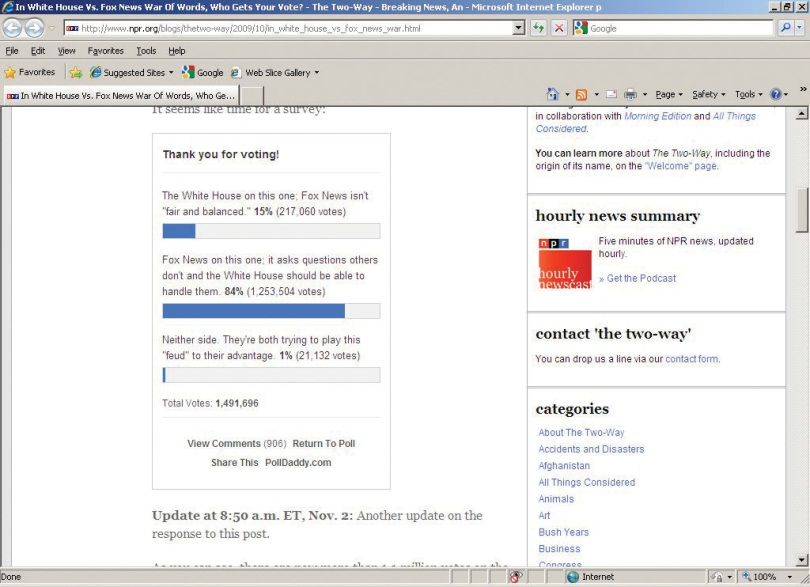 In White House Vs. Fox News War Of Words, Who Gets Your Vote? - The Two-Way - Breaking News, An - Microsoft Internet Explorer p
http://www.npr.org/blogs/thetwo-way/2009/10/in_white_house_vs_fox_news_war.html
Google
File Edit View Favorites Tools Help
Favorites Suggested Sites Google Web Slice Gallery
In White House Vs. Fox News War Of Words, Who Ge...
Page Safety Tools
It seems like time for a survey:
Thank you for voting!
The White House on this one; Fox News isn't
"fair and balanced." 15% (217,060 votes)
Fox News on this one; it asks questions others
don't and the White House should be able to
handle them. 84% (1,253,504 votes)
Neither side. They're both trying to play this
"feud" to their advantage. 1% (21,132 votes)
Total Votes: 1,491,696
View Comments (906) Return To Poll
Share This PollDaddy.com
Update at 8:50 a.m. ET, Nov. 2: Another update on the
response to this post.
in collaboration with Morning Edition and All Things
Considered.
You can learn more about The Two-Way, including the
origin of its name, on the "Welcome" page.
hourly news summary
npr
hourly
newscast
Five minutes of NPR news, updated
hourly.
» Get the Podcast
contact 'the two-way'
You can drop us a line via our contact form.
categories
About The Two-Way
Accidents and Disasters
Afghanistan
All Things Considered
Animals
Art
Bush Years
Business
Congress
Done
Internet
100%